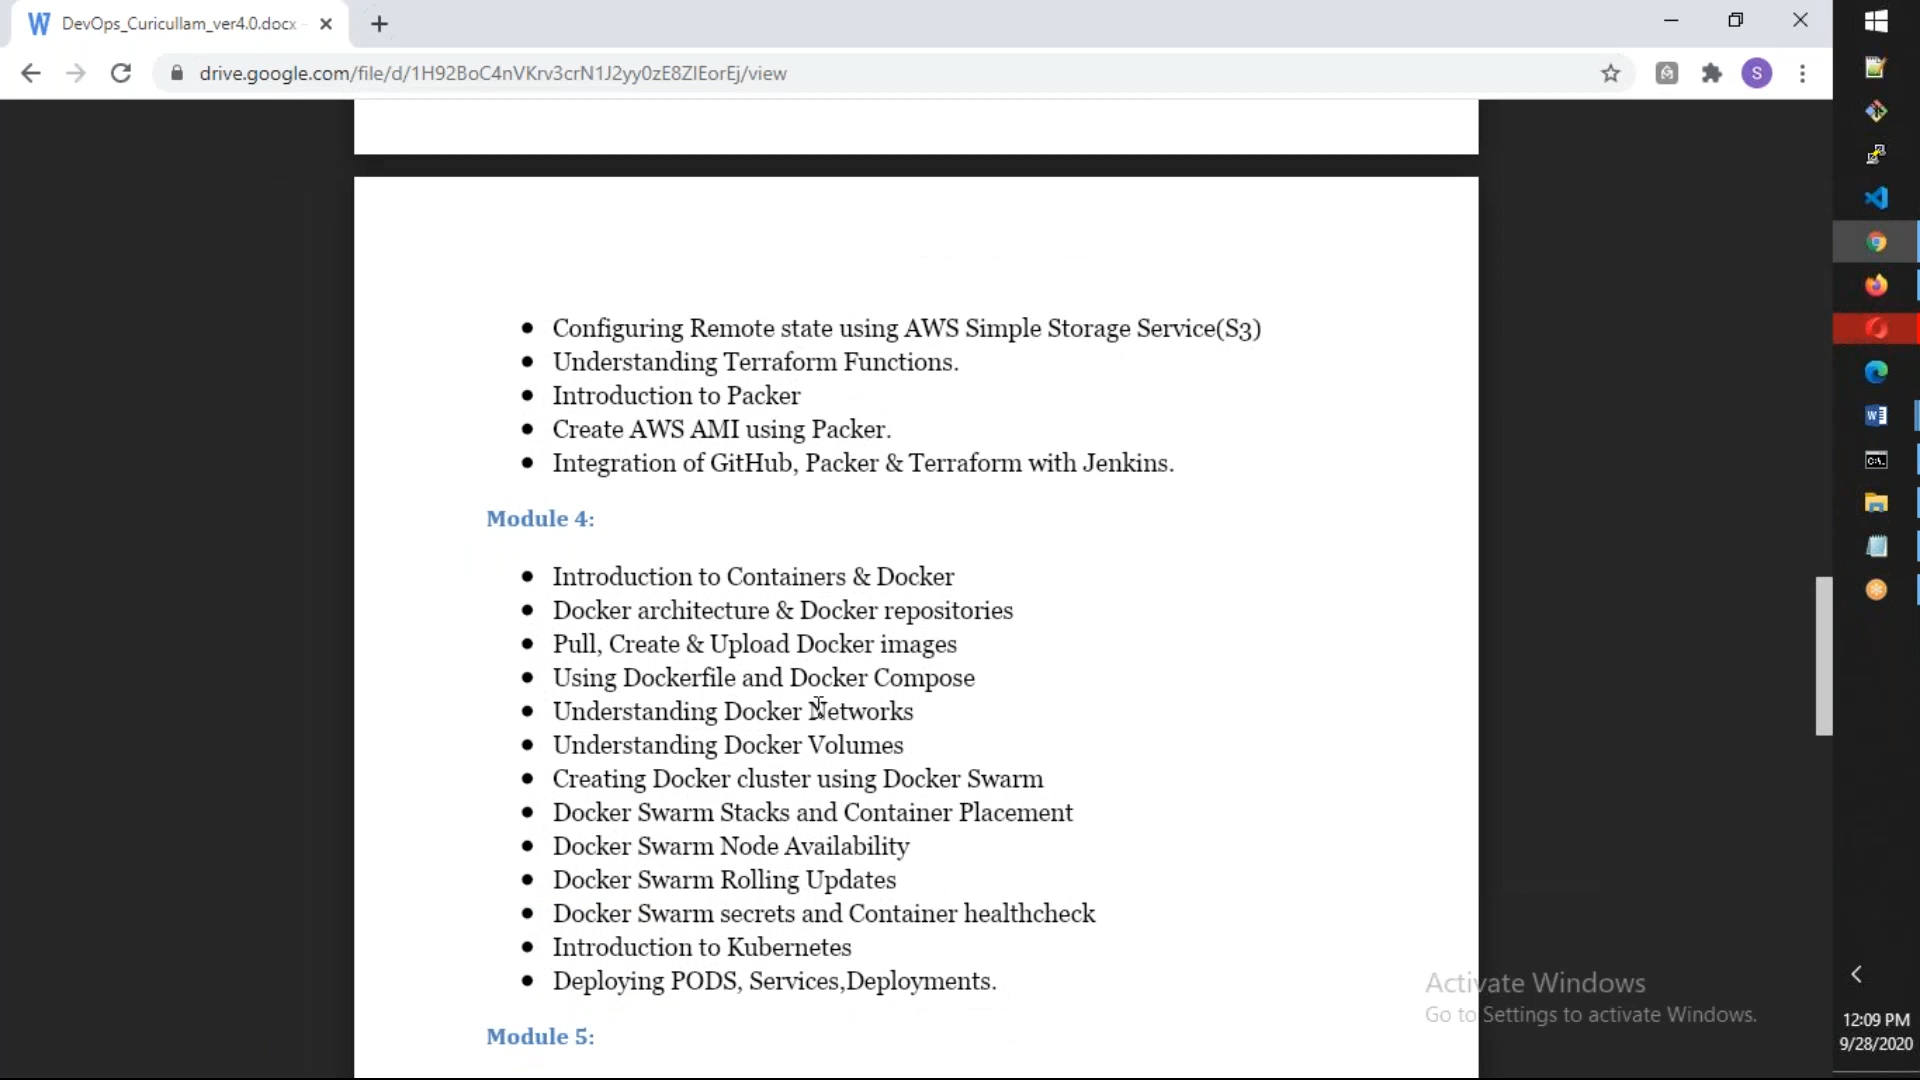 DevOps_Curicullam_ver4.0.docx
drive.google.com/file/d/1H92BoC4nVKrv3crN1J2yy0zE8ZlEorEj/view
S
• Configuring Remote state using AWS Simple Storage Service(S3)
• Understanding Terraform Functions.
• Introduction to Packer
• Create AWS AMI using Packer.
• Integration of GitHub, Packer & Terraform with Jenkins.
Module 4:
• Introduction to Containers & Docker
• Docker architecture & Docker repositories
• Pull, Create & Upload Docker images
• Using Dockerfile and Docker Compose
• Understanding Docker Networks
• Understanding Docker Volumes
• Creating Docker cluster using Docker Swarm
• Docker Swarm Stacks and Container Placement
• Docker Swarm Node Availability
• Docker Swarm Rolling Updates
• Docker Swarm secrets and Container healthcheck
• Introduction to Kubernetes
• Deploying PODS, Services,Deployments.
Module 5:
Activate Windows
Go to Settings to activate Windows.
12:09 PM
9/28/2020